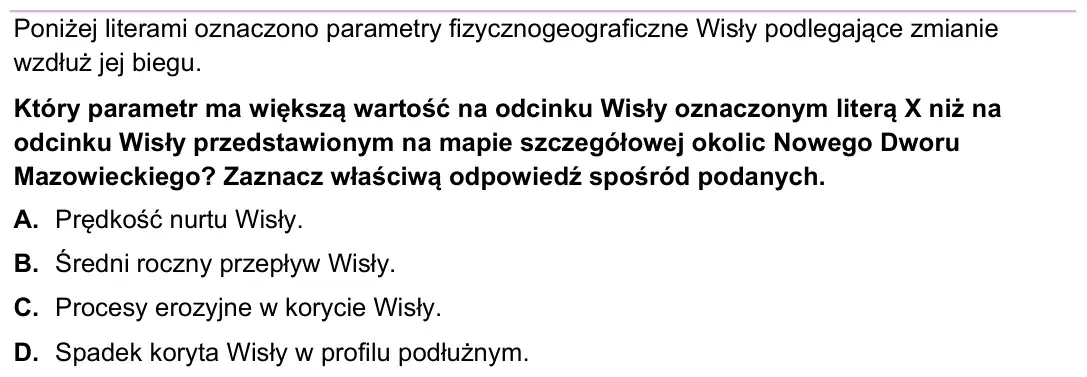 Poniżej literami oznaczono parametry fizycznogeograficzne Wisły podlegające zmianie
wzdłuż jej biegu.
Który parametr ma większą wartość na odcinku Wisły oznaczonym literą X niż na
odcinku Wisły przedstawionym na mapie szczegółowej okolic Nowego Dworu
Mazowieckiego? Zaznacz właściwą odpowiedź spośród podanych.
A. Prędkość nurtu Wisły.
B. Średni roczny przepływ Wisły.
C. Procesy erozyjne w korycie Wisły.
D. Spadek koryta Wisły w profilu podłużnym.